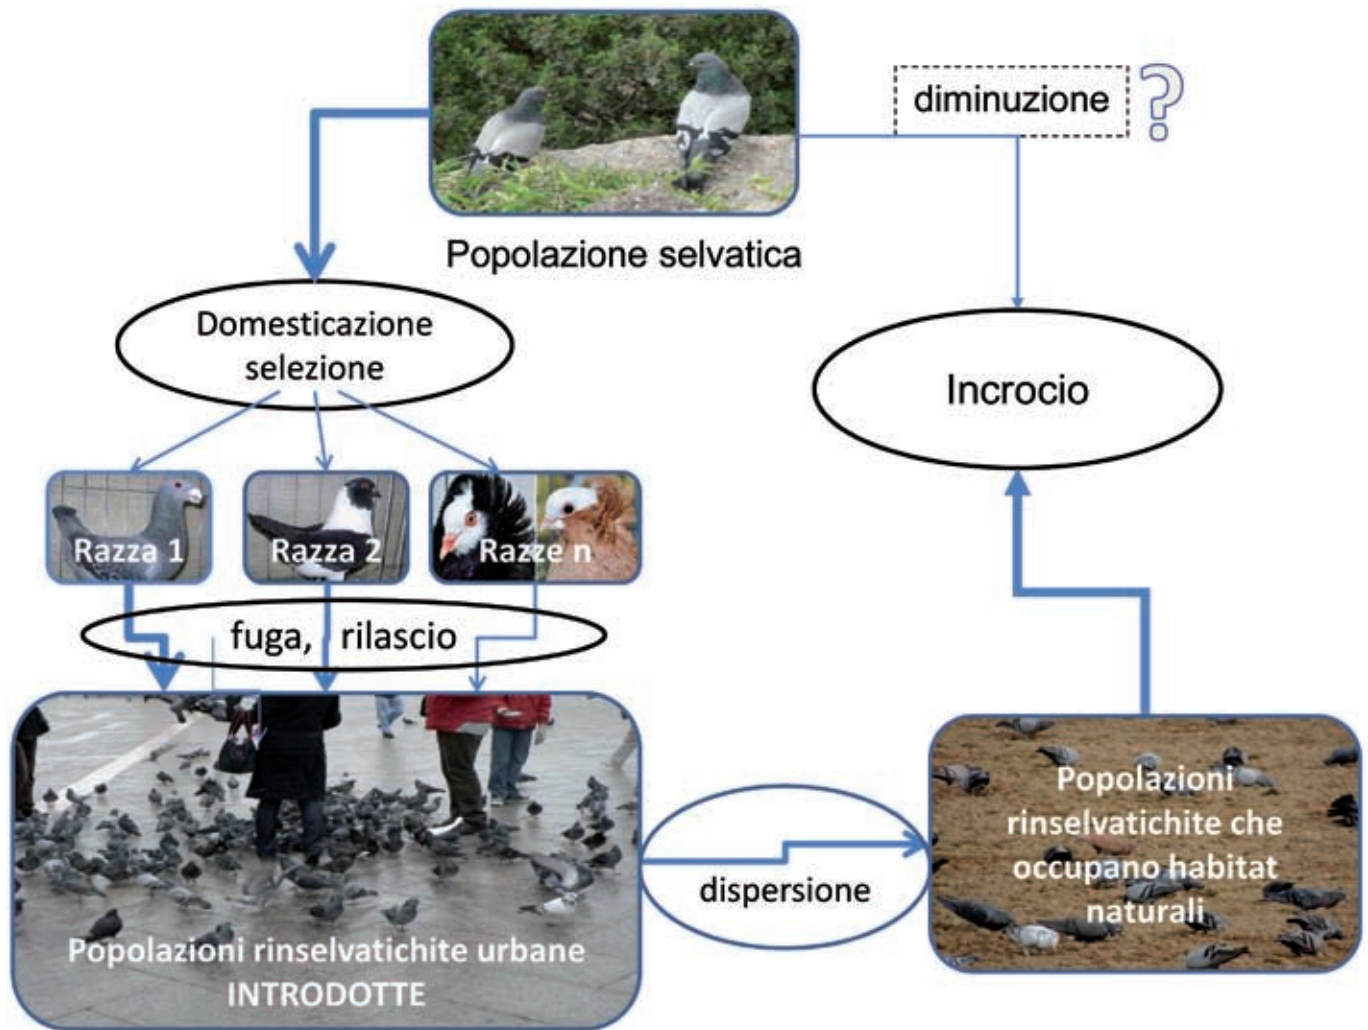 diminuzione ?
Popolazione selvatica
Domesticazione
selezione
Incrocio
Razza 1
Razza 2
Razze n
fuga, rilascio
dispersione
Popolazioni
rinselvatichite che
occupano habitat
naturali
Popolazioni rinselvatichite urbane
INTRODOTTE